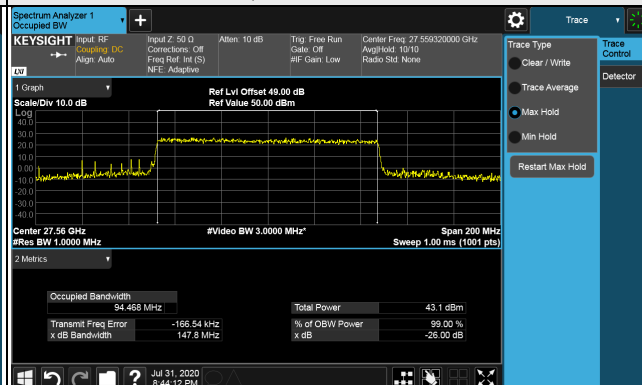 Spectrum Analyzer 1
Occupied BW
+
Trace
KEYSIGHT Input: RF Input Z: 50 Ω Atten: 10 dB Trig: Free Run Center Freq: 27.559320000 GHz
Coupling: DC Corrections: Off Gate: Off Avg|Hold: 10/10
Align: Auto Freq Ref: Int (S) #IF Gain: Low Radio Std: None
LXI NFE: Adaptive
Trace Type
Clear / Write
Trace Average
Max Hold
Min Hold
Restart Max Hold
Trace
Control
Detector
1 Graph
Ref Lvl Offset 49.00 dB
Scale/Div 10.0 dB Ref Value 50.00 dBm
Log
40.0
30.0
20.0
10.0
0.00
-10.0
-20.0
-30.0
-40.0
Center 27.56 GHz #Video BW 3.0000 MHz* Span 200 MHz
#Res BW 1.0000 MHz Sweep 1.00 ms (1001 pts)
2 Metrics
Occupied Bandwidth
94.468 MHz Total Power 43.1 dBm
Transmit Freq Error -166.54 kHz % of OBW Power 99.00 %
x dB Bandwidth 147.8 MHz x dB -26.00 dB
? Jul 31, 2020
8:44:12 PM